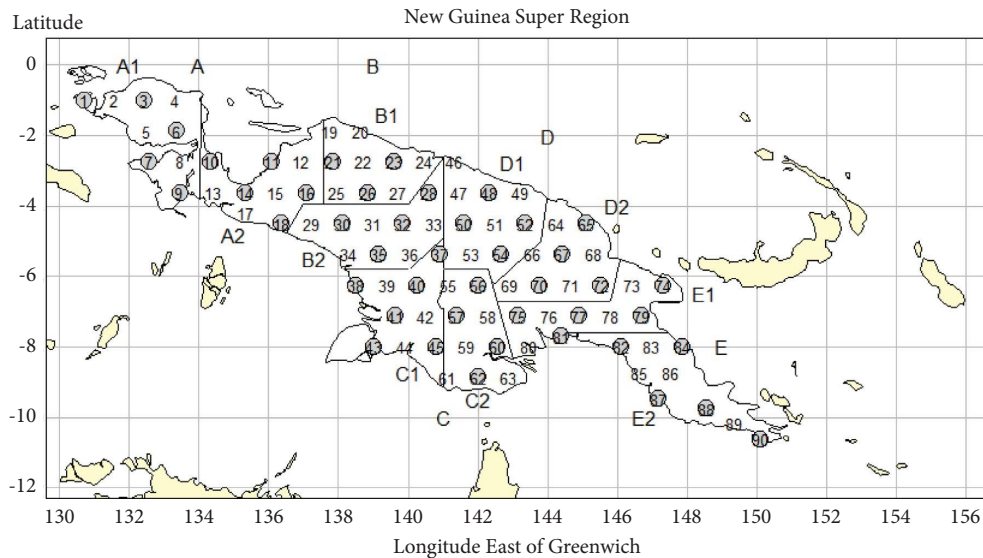 New Guinea Super Region
Latitude
A1 A B
0
1 2 3 4
B1
19 20
D
-2
5 6
7 8 10 11 12 21 22 23 24 46
D1
9 13 14 15 16 25 26 27 28 47 48 49
-4
17 18 29 30 31 32 33 50 51 52 64 65
D2
A2
B2
34 35 36 37 53 54 66 67 68
-6
38 39 40 55 56 69 70 71 72 73 74
E1
41 42 57 58 75 76 77 78 79
43 44 45 59 60 80 81 82 83 84
E
-8
C1
61 62 63 85 86
C2
87 88
E2
C
89
-10
90
-12
130 132 134 136 138 140 142 144 146 148 150 152 154 156
Longitude East of Greenwich